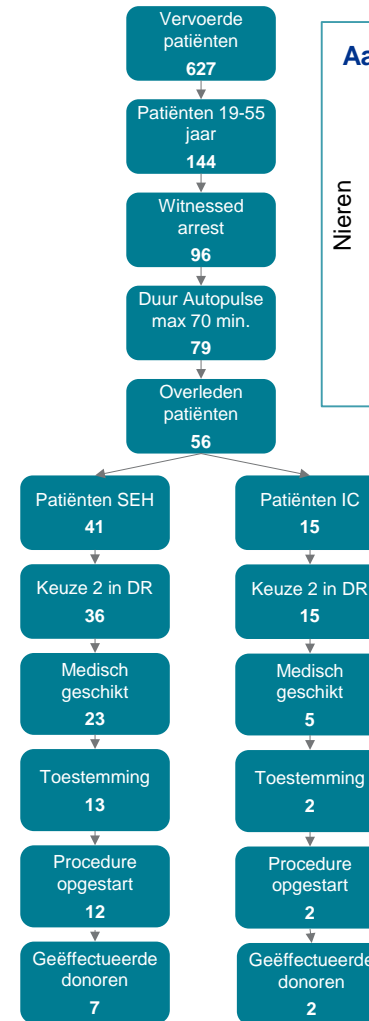 Vervoerde
patiënten
627
Patiënten 19-55
jaar
144
Witnessed
arrest
96
Duur Autopulse
max 70 min.
79
Overleden
patiënten
56
Patiënten SEH
41
Keuze 2 in DR
36
Medisch
geschikt
23
Toestemming
13
Procedure
opgestart
12
Geëffectueerde
donoren
7
Patiënten IC
15
Keuze 2 in DR
15
Medisch
geschikt
5
Toestemming
2
Procedure
opgestart
2
Geëffectueerde
donoren
2
Aa
Nieren